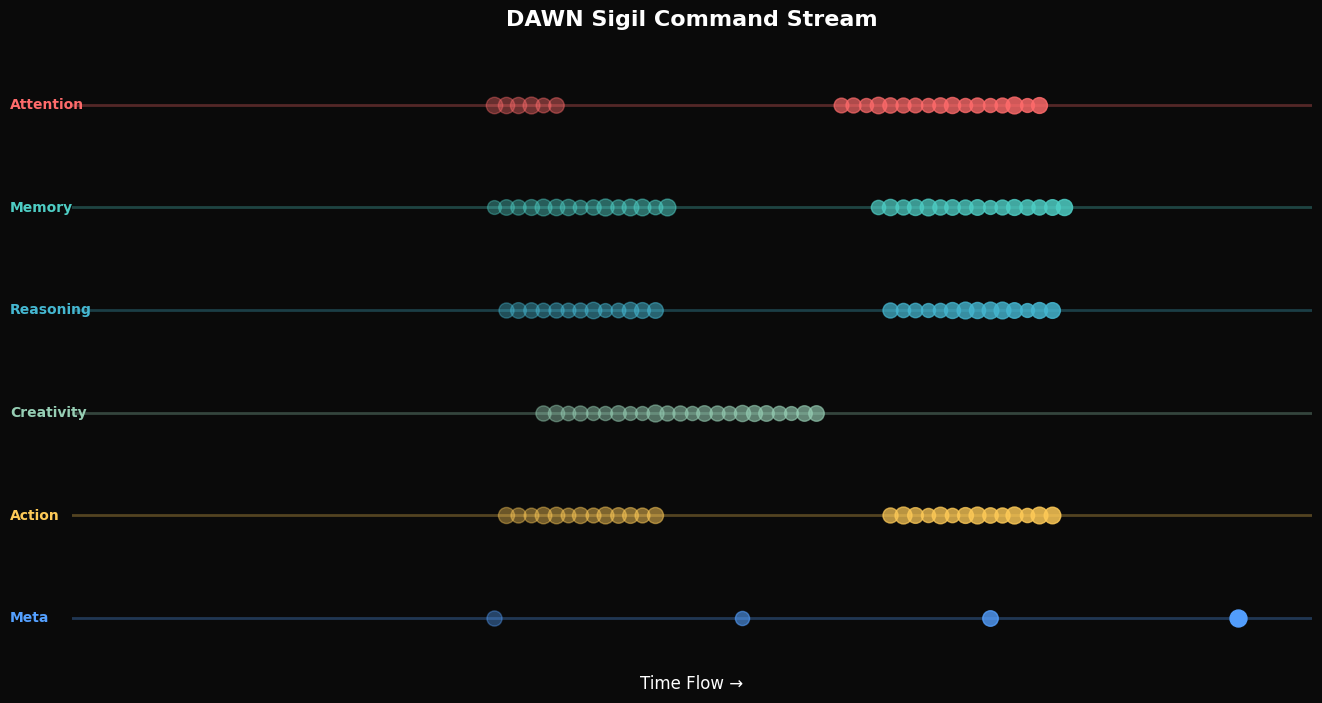 DAWN Sigil Command Stream
Attention
Memory
Reasoning
Creativity
Action
Meta
Time Flow →